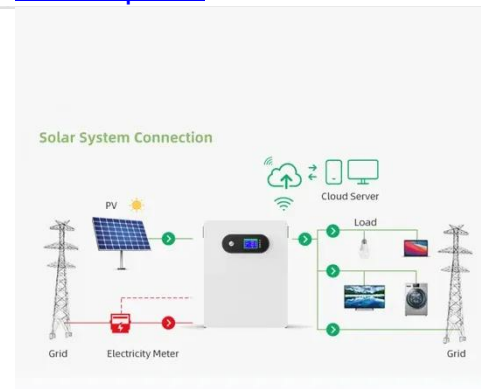 Solar System Connection
Cloud Server
PV
Load
Grid
Electricity Meter
Grid